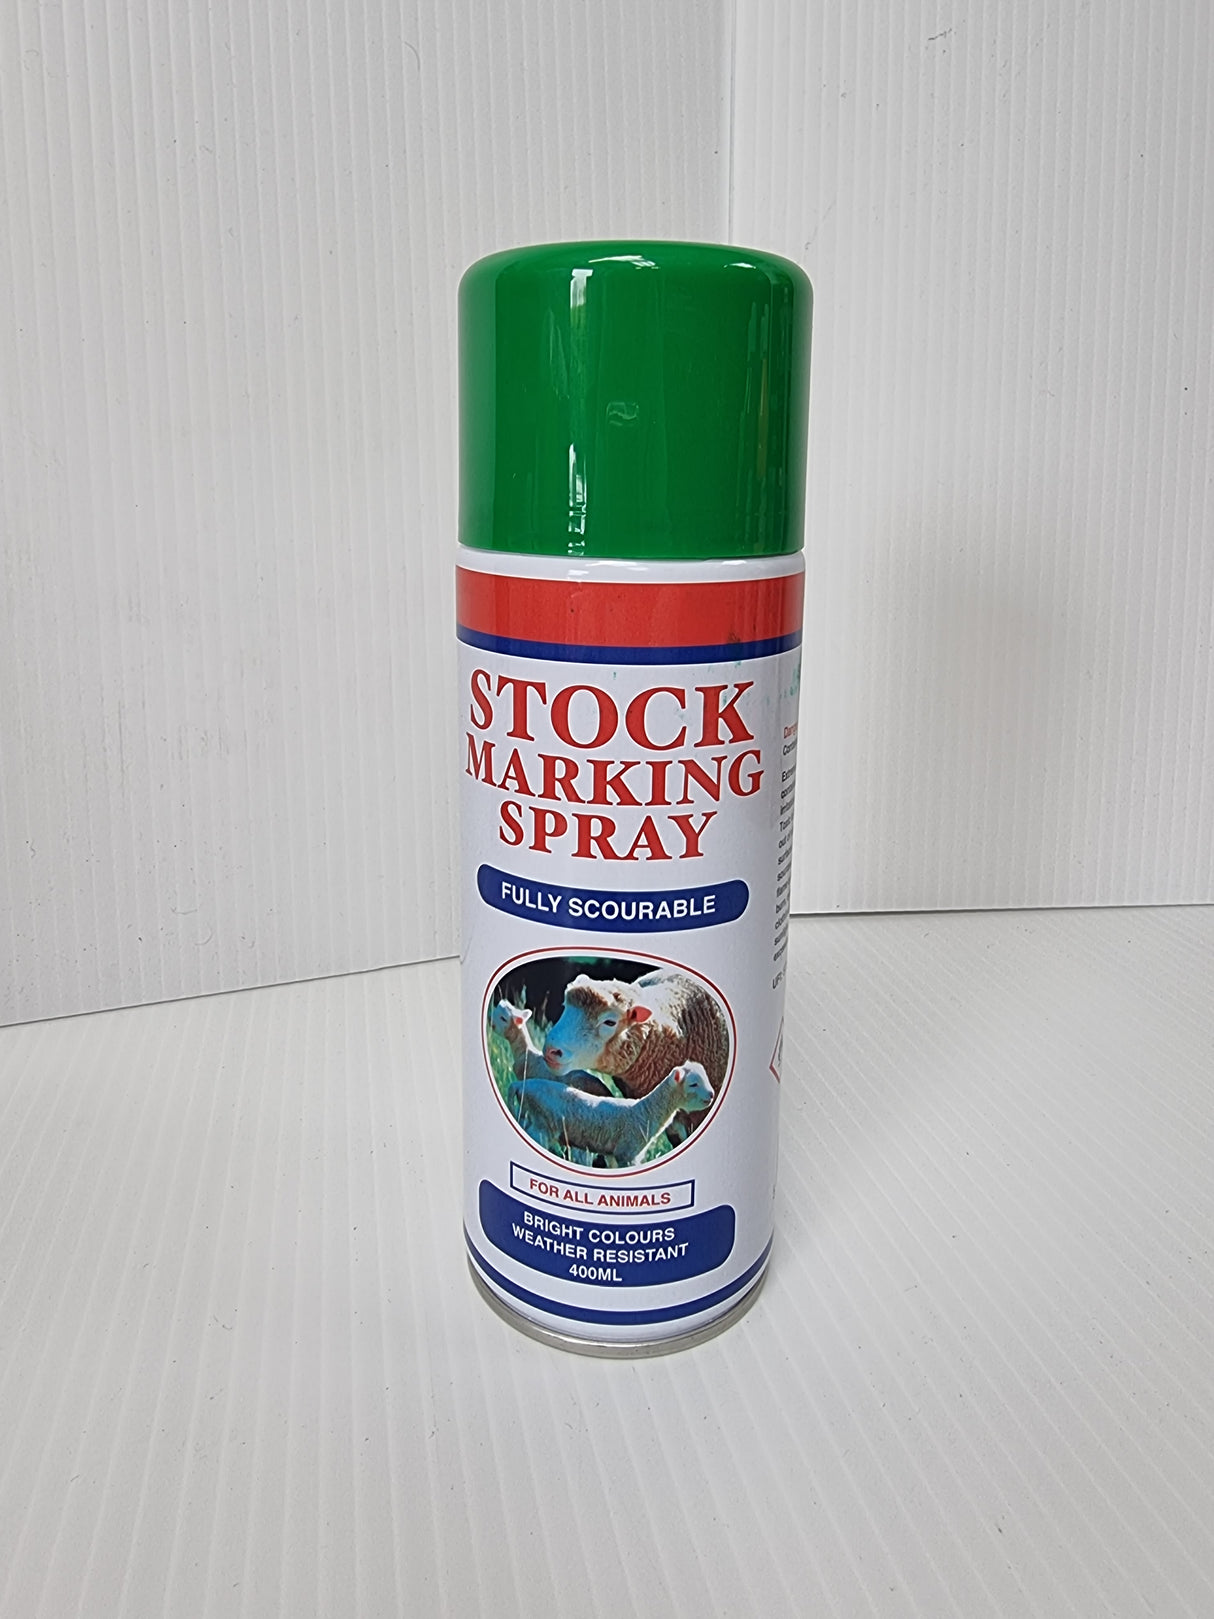 STOCK
MARKING
SPRAY
FULLY SCOURABLE
FOR ALL ANIMALS
BRIGHT COLOURS
WEATHER RESISTANT
400ML